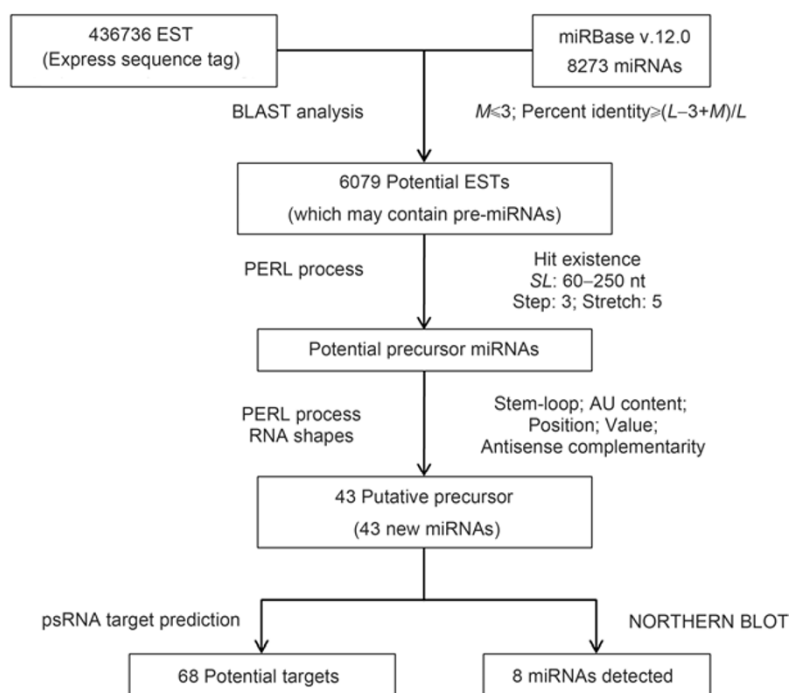 436736 EST
(Express sequence tag)
miRBase v.12.0
8273 miRNAs
BLAST analysis
M⩽3; Percent identity⩾(L−3+M)/L
6079 Potential ESTs
(which may contain pre-miRNAs)
PERL process
Hit existence
SL: 60−250 nt
Step: 3; Stretch: 5
Potential precursor miRNAs
PERL process
RNA shapes
Stem-loop; AU content;
Position; Value;
Antisense complementarity
43 Putative precursor
(43 new miRNAs)
psRNA target prediction
NORTHERN BLOT
68 Potential targets
8 miRNAs detected